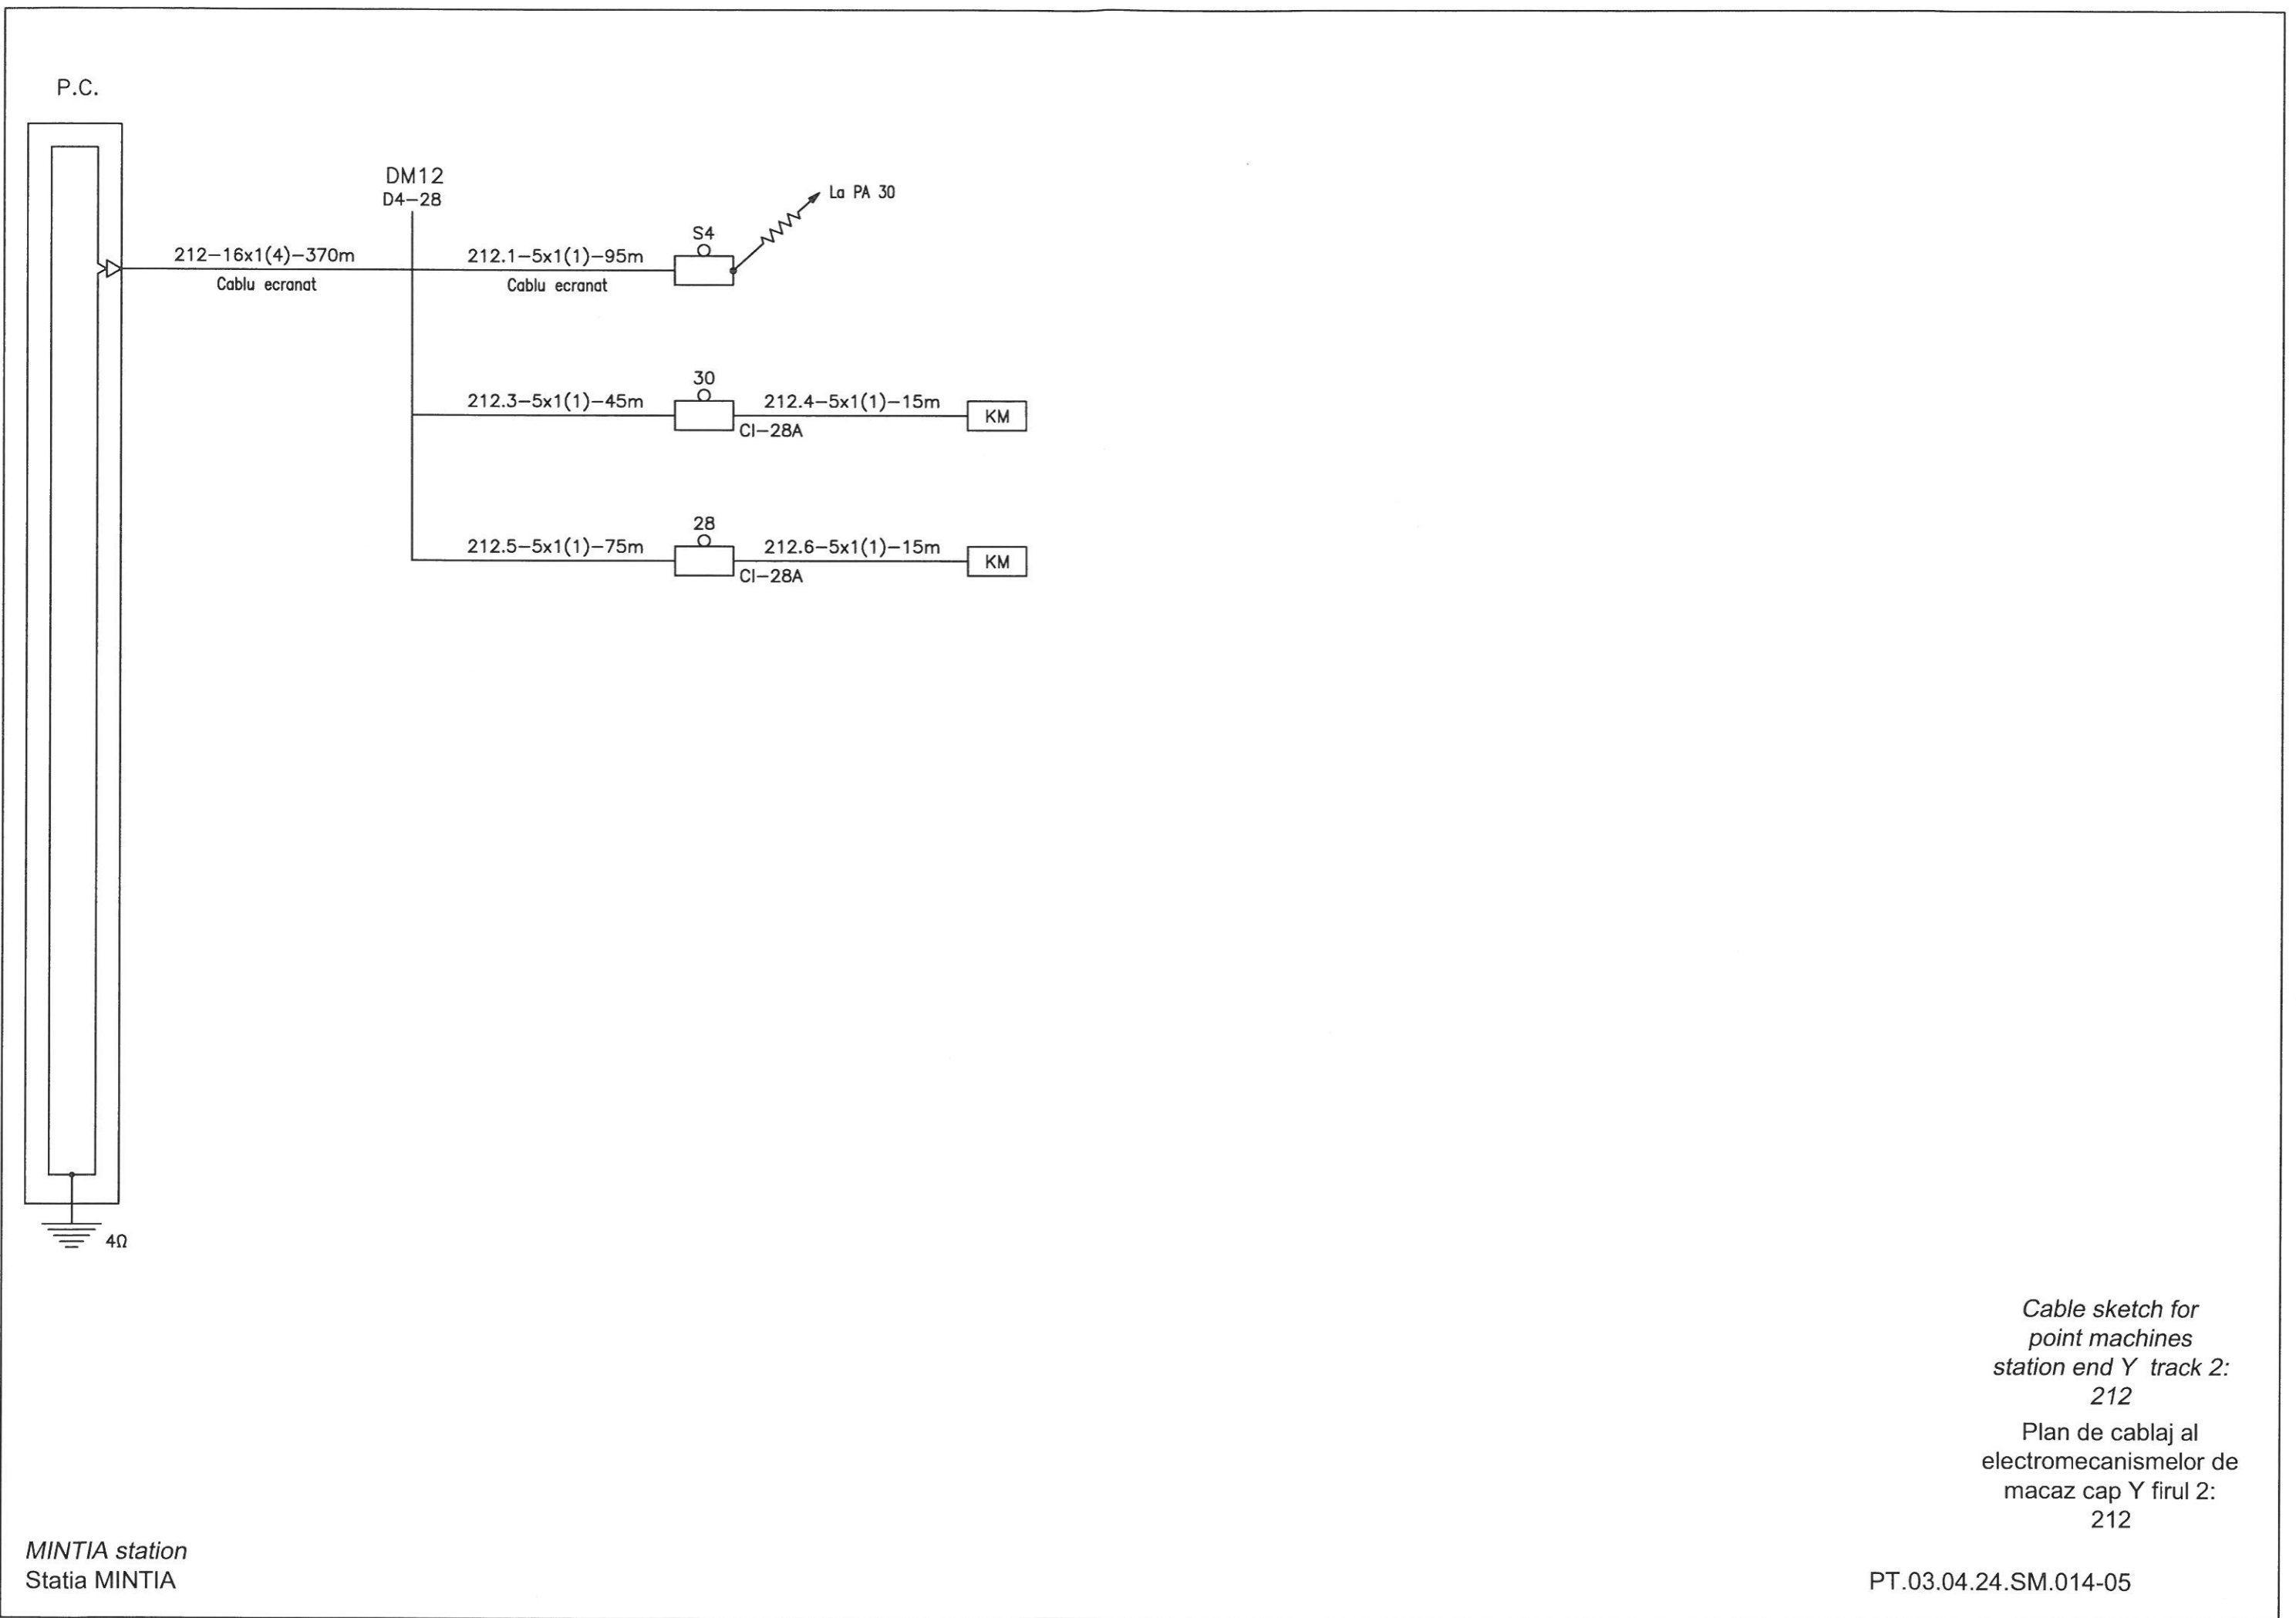 P.C.
DM12
D4-28
La PA 30
S4
212-16x1(4)-370m
212.1-5x1(1)-95m
Cablu ecranat
Cablu ecranat
30
212.3-5x1(1)-45m
212.4-5x1(1)-15m
KM
CI-28A
28
212.5-5x1(1)-75m
212.6-5x1(1)-15m
KM
CI-28A
4Ω
Cable sketch for
point machines
station end Y track 2:
212
Plan de cablaj al
electromecanismelor de
macaz cap Y firul 2:
212
MINTIA station
Statia MINTIA
PT.03.04.24.SM.014-05